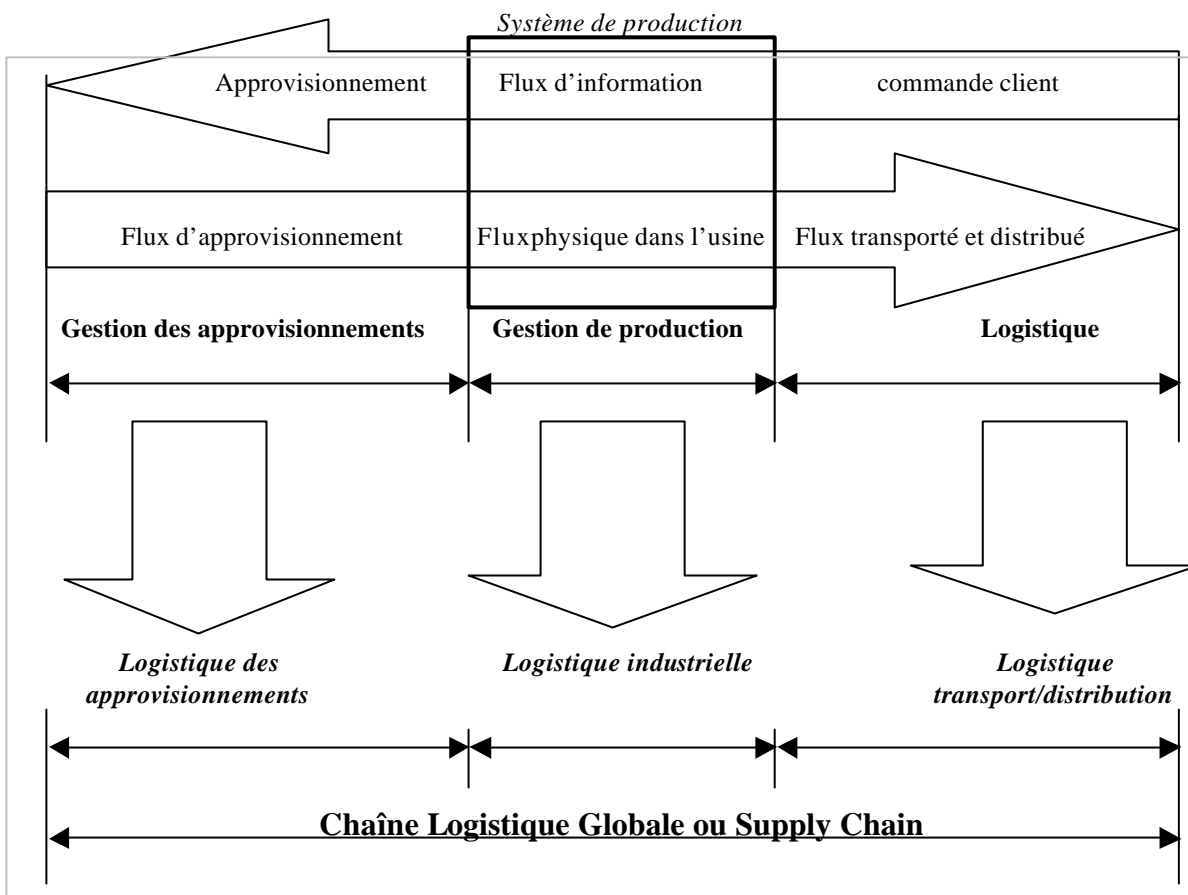 Système de production
Approvisionnement Flux d'information commande client
Flux d'approvisionnement Fluxphysique dans l'usine Flux transporté et distribué
Gestion des approvisionnements Gestion de production Logistique
Logistique des Logistique industrielle Logistique
approvisionnements transport/distribution
Chaîne Logistique Globale ou Supply Chain